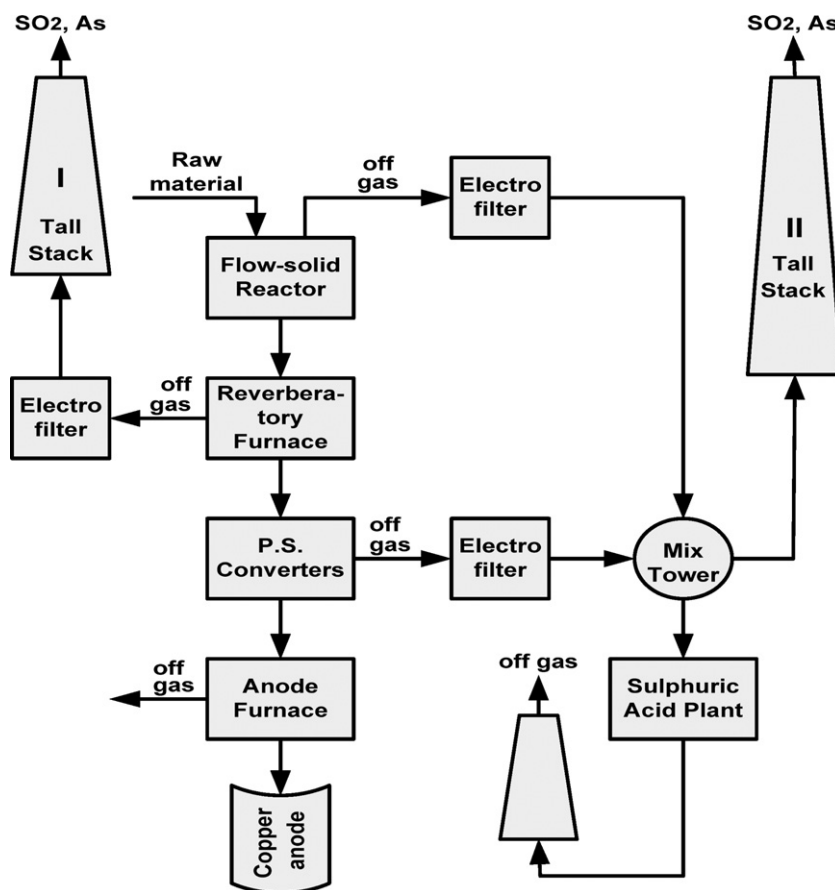 SO2, As
SO2, As
I
Tall
Stack
Raw
material
off
gas
Electro
filter
II
Tall
Stack
Flow-solid
Reactor
Electro
filter
off
gas
Reverbera-
tory
Furnace
P.S.
Converters
off
gas
Electro
filter
Mix
Tower
off
gas
Anode
Furnace
off gas
Sulphuric
Acid Plant
Copper
anode